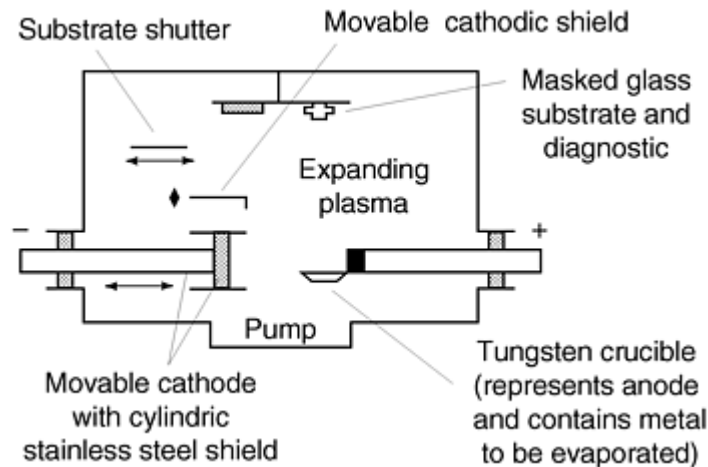 Substrate shutter
Movable cathodic shield
Masked glass
substrate and
diagnostic
Expanding
plasma
−
+
Pump
Movable cathode
with cylindric
stainless steel shield
Tungsten crucible
(represents anode
and contains metal
to be evaporated)